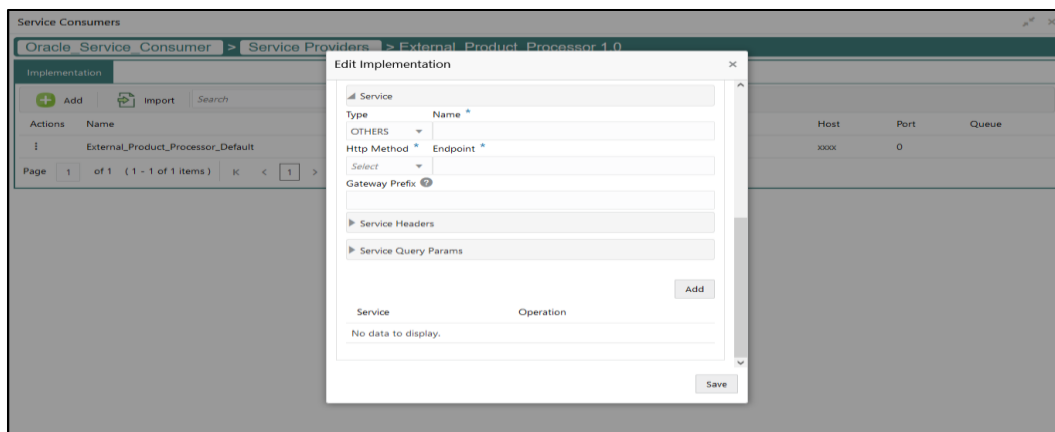 Service Consumers
Oracle_Service_Consumer > Service Providers > External_Product_Processor 1.0
Implementation
Add Import Search
Actions Name Host Port Queue
External_Product_Processor_Default xxxx 0
Page 1 of 1 (1 - 1 of 1 items) K < 1 >
Edit Implementation ×
Service
Type Name *
OTHERS
Http Method * Endpoint *
Select
Gateway Prefix ?
Service Headers
Service Query Params
Add
Service Operation
No data to display.
Save